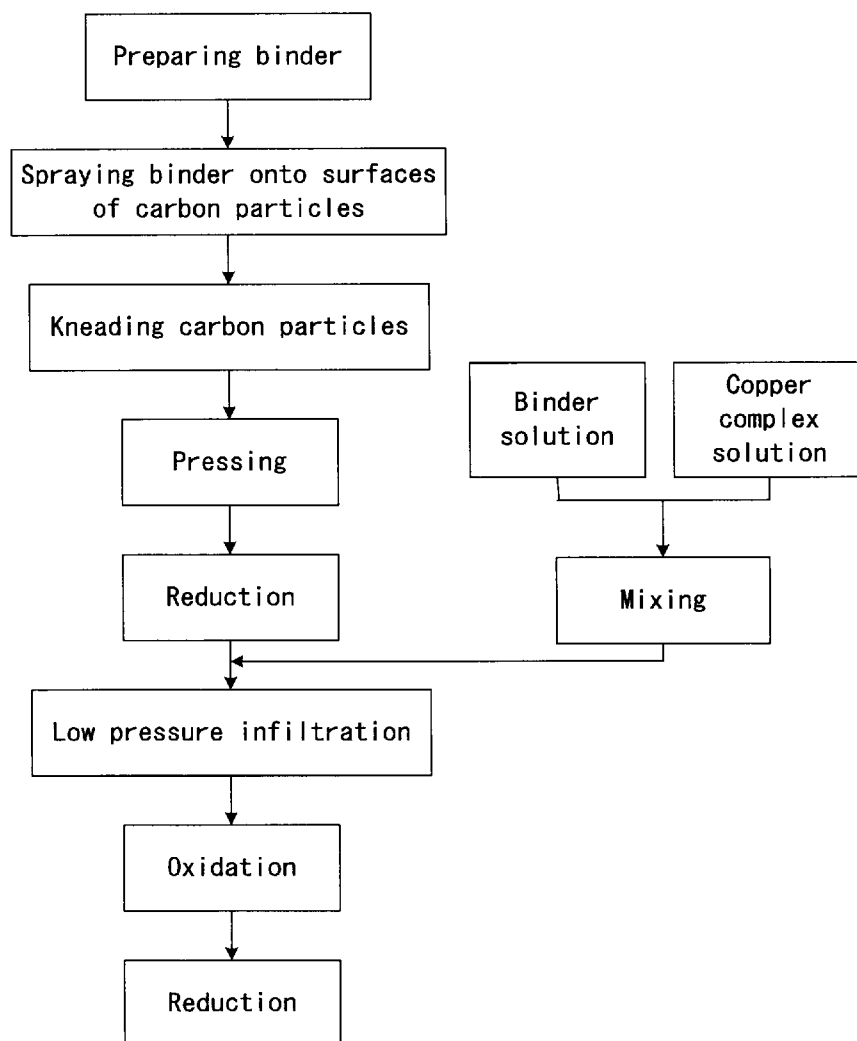 Preparing binder
Spraying binder onto surfaces
of carbon particles
Kneading carbon particles
Binder
solution
Copper
complex
solution
Pressing
Reduction
Mixing
Low pressure infiltration
Oxidation
Reduction